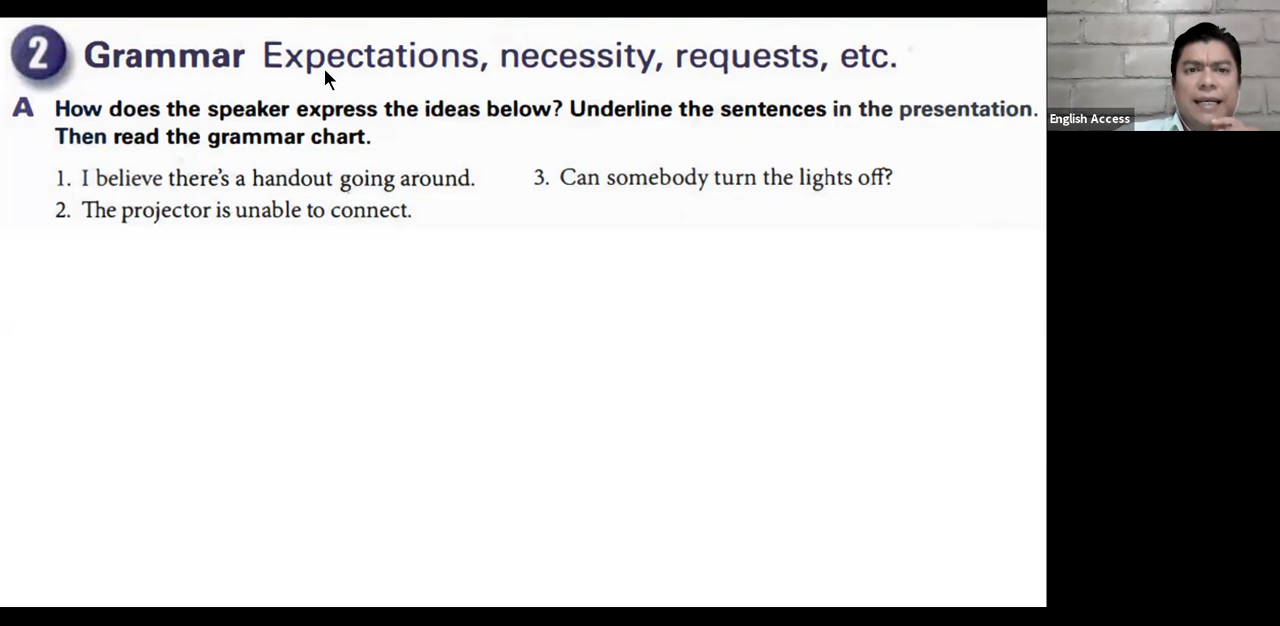 2 Grammar Expectations, necessity, requests, etc.
A How does the speaker express the ideas below? Underline the sentences in the presentation.
Then read the grammar chart.
1. I believe there's a handout going around.
2. The projector is unable to connect.
3. Can somebody turn the lights off?
English Access